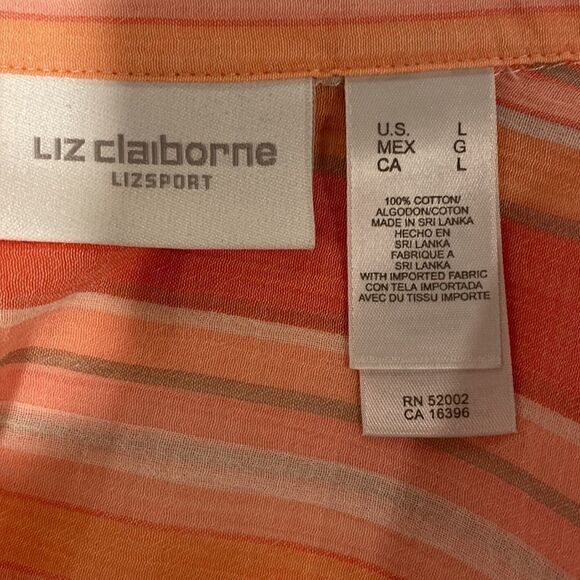 LIZ claiborne
LIZSPORT
U.S. L
MEX G
CA L
100% COTTON/
ALGODON/COTON
MADE IN SRI LANKA
HECHO EN
SRI LANKA
FABRIQUE A
SRI LANKA
WITH IMPORTED FABRIC
CON TELA IMPORTADA
AVEC DU TISSU IMPORTE
RN 52002
CA 16396